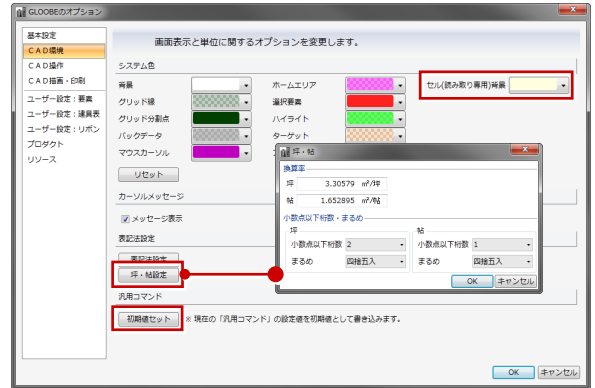 GLOOBEのオプション
基本設定
ＣＡＤ環境
ＣＡＤ操作
ＣＡＤ描画・印刷
ユーザー設定：要素
ユーザー設定：建具表
ユーザー設定：リボン
プロダクト
リソース
画面表示と単位に関するオプションを変更します。
システム色
背景
ホームエリア
セル(読み取り専用)背景
グリッド線
選択要素
グリッド分割点
ハイライト
バックデータ
ターゲット
マウスカーソル
リセット
カーソルメッセージ
メッセージ表示
表記法設定
表記法設定
坪・帖設定
汎用コマンド
初期値セット
※ 現在の「汎用コマンド」の設定値を初期値として書き込みます。
坪・帖
換算率
坪 3.30579 ㎡/坪
帖 1.652895 ㎡/帖
小数点以下桁数・まるめ
坪
小数点以下桁数 2
まるめ 四捨五入
帖
小数点以下桁数 1
まるめ 四捨五入
OK キャンセル
OK キャンセル